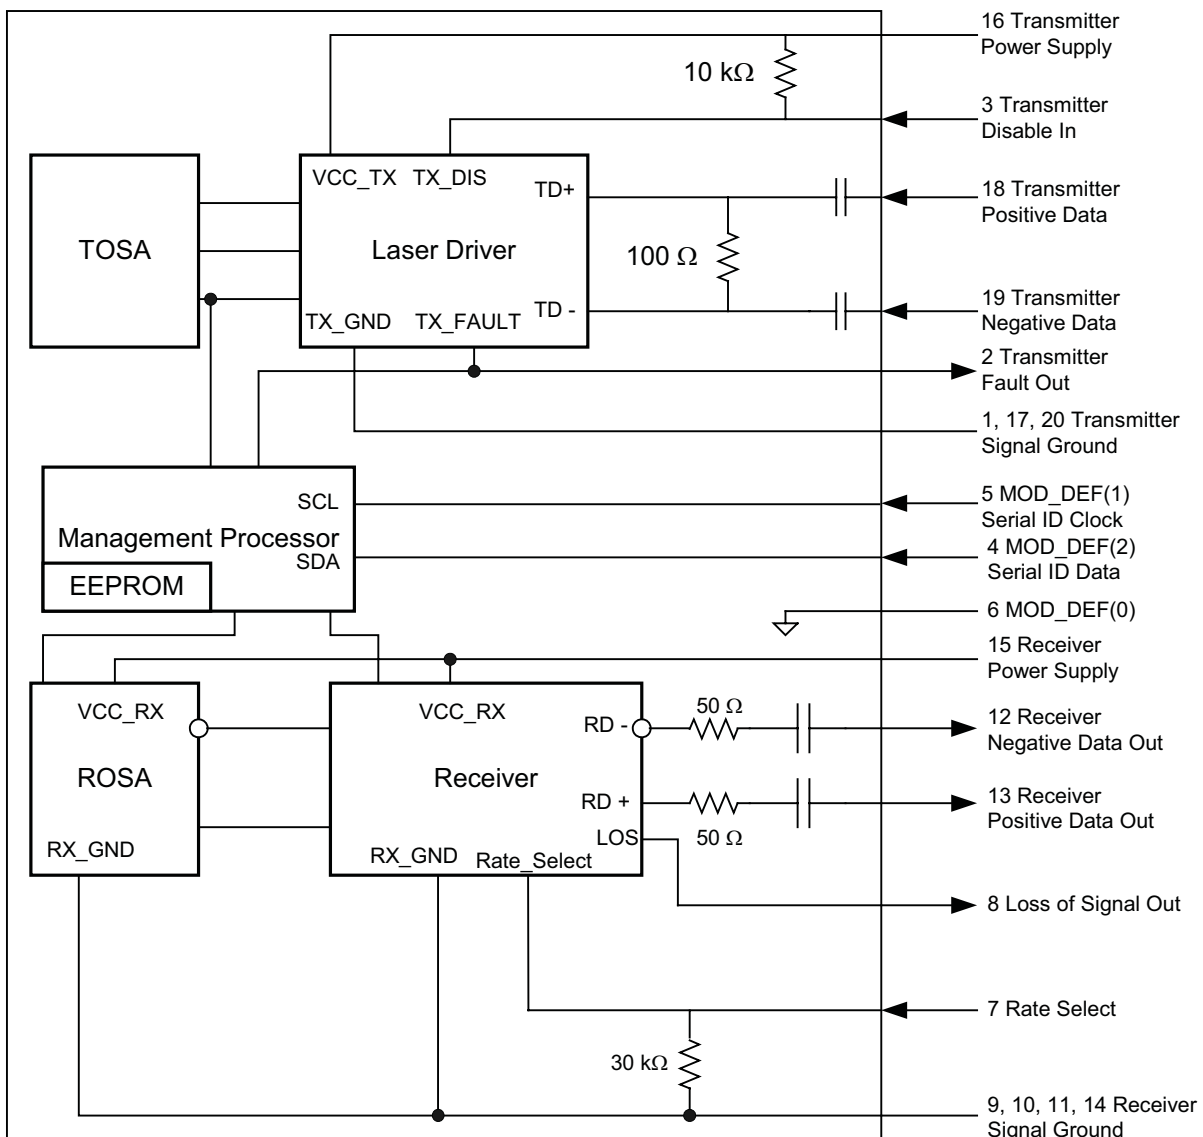 16 Transmitter
Power Supply
10 kΩ
3 Transmitter
Disable In
VCC_TX TX_DIS
TD+
18 Transmitter
Positive Data
TOSA
Laser Driver
100 Ω
TX_GND TX_FAULT TD -
19 Transmitter
Negative Data
2 Transmitter
Fault Out
1, 17, 20 Transmitter
Signal Ground
SCL
5 MOD_DEF(1)
Serial ID Clock
Management Processor
SDA
4 MOD_DEF(2)
Serial ID Data
EEPROM
6 MOD_DEF(0)
15 Receiver
Power Supply
VCC_RX
VCC_RX
RD -
50 Ω
12 Receiver
Negative Data Out
ROSA
Receiver
RD +
50 Ω
13 Receiver
Positive Data Out
LOS
RX_GND
RX_GND Rate_Select
8 Loss of Signal Out
7 Rate Select
30 kΩ
9, 10, 11, 14 Receiver
Signal Ground